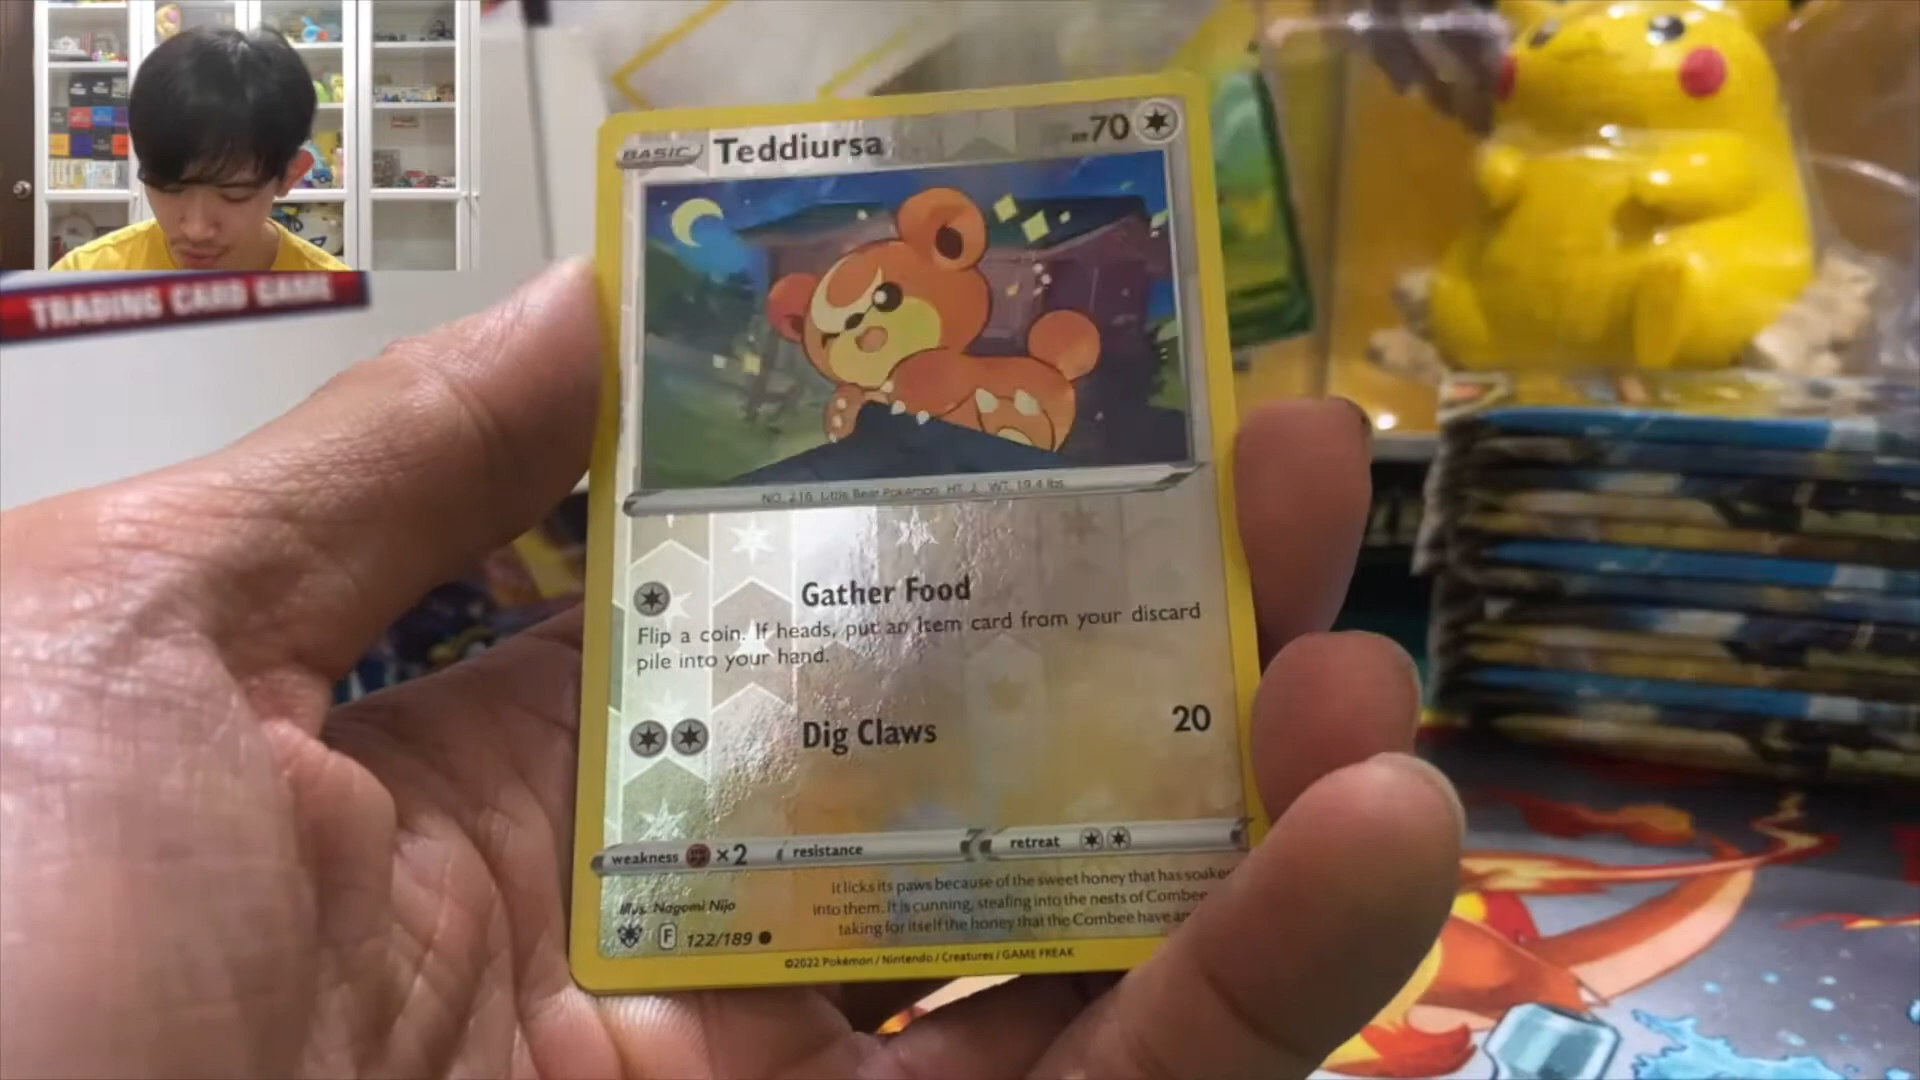 TRADING CARD GAME
BASIC Teddiursa HP70
NO. 216 Little Bear Pokémon HT. 2 WT. 19.4 lbs.
Gather Food
Flip a coin. If heads, put an Item card from your discard
pile into your hand.
Dig Claws 20
weakness ×2 resistance retreat
It licks its paws because of the sweet honey that has soaked
into them. It is cunning, stealing into the nests of Combee
taking for itself the honey that the Combee have
Illus. Nagomi Nijo
F 122/189
©2022 Pokémon / Nintendo / Creatures / GAME FREAK